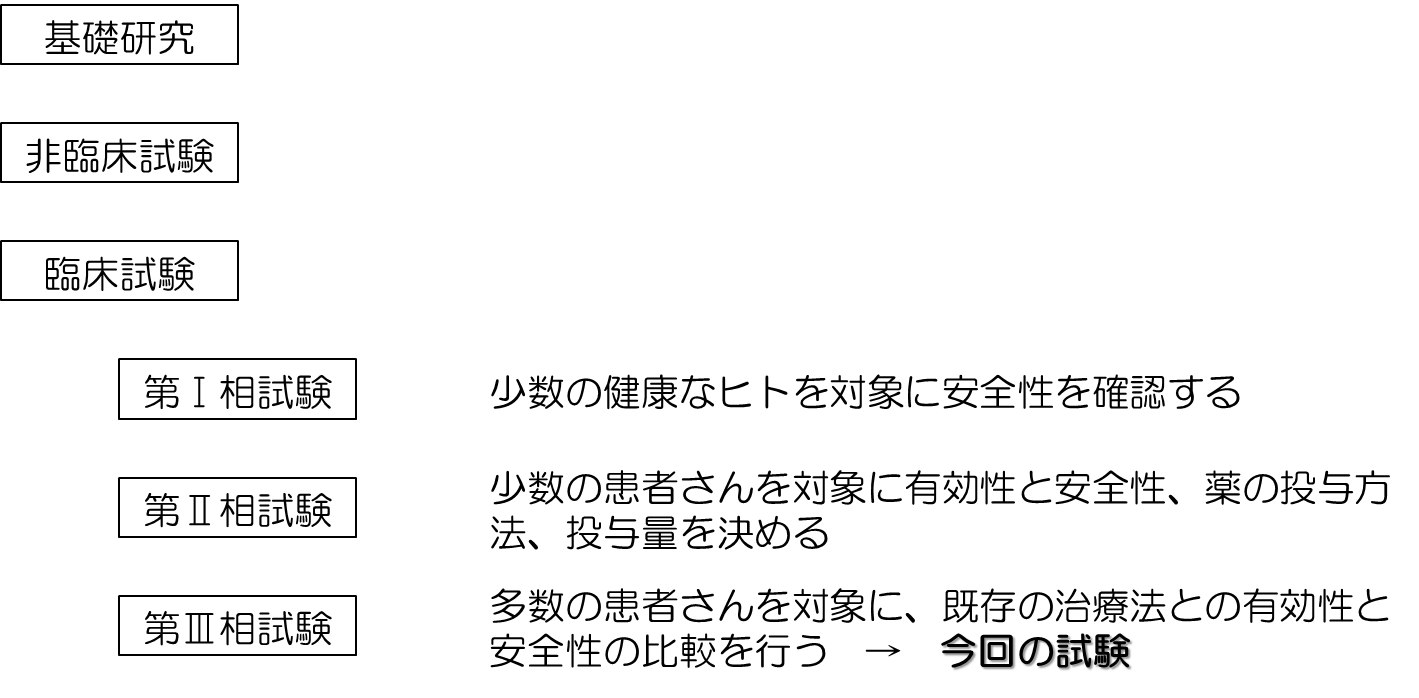 基礎研究
非臨床試験
臨床試験
第Ⅰ相試験
少数の健康なヒトを対象に安全性を確認する
第Ⅱ相試験
少数の患者さんを対象に有効性と安全性、薬の投与方
法、投与量を決める
第Ⅲ相試験
多数の患者さんを対象に、既存の治療法との有効性と
安全性の比較を行う　→　今回の試験